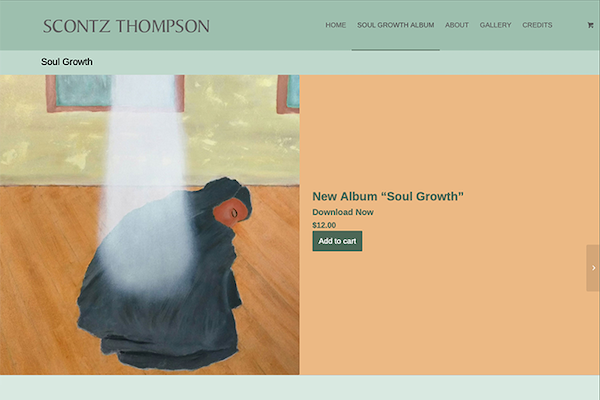 SCONTZ THOMPSON
HOME SOUL GROWTH ALBUM ABOUT GALLERY CREDITS
Soul Growth
New Album “Soul Growth”
Download Now
$12.00
Add to cart